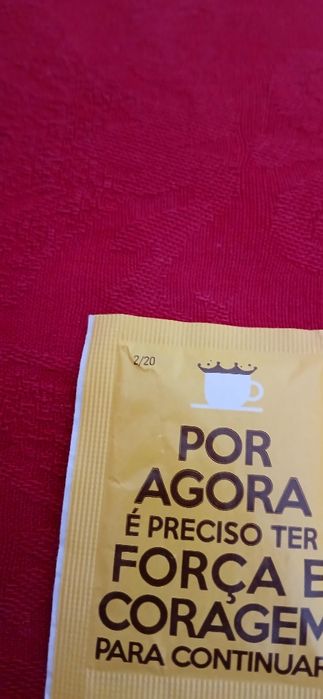 2/20
POR
AGORA
É PRECISO TER
FORÇA E
CORAGEM
PARA CONTINUAR